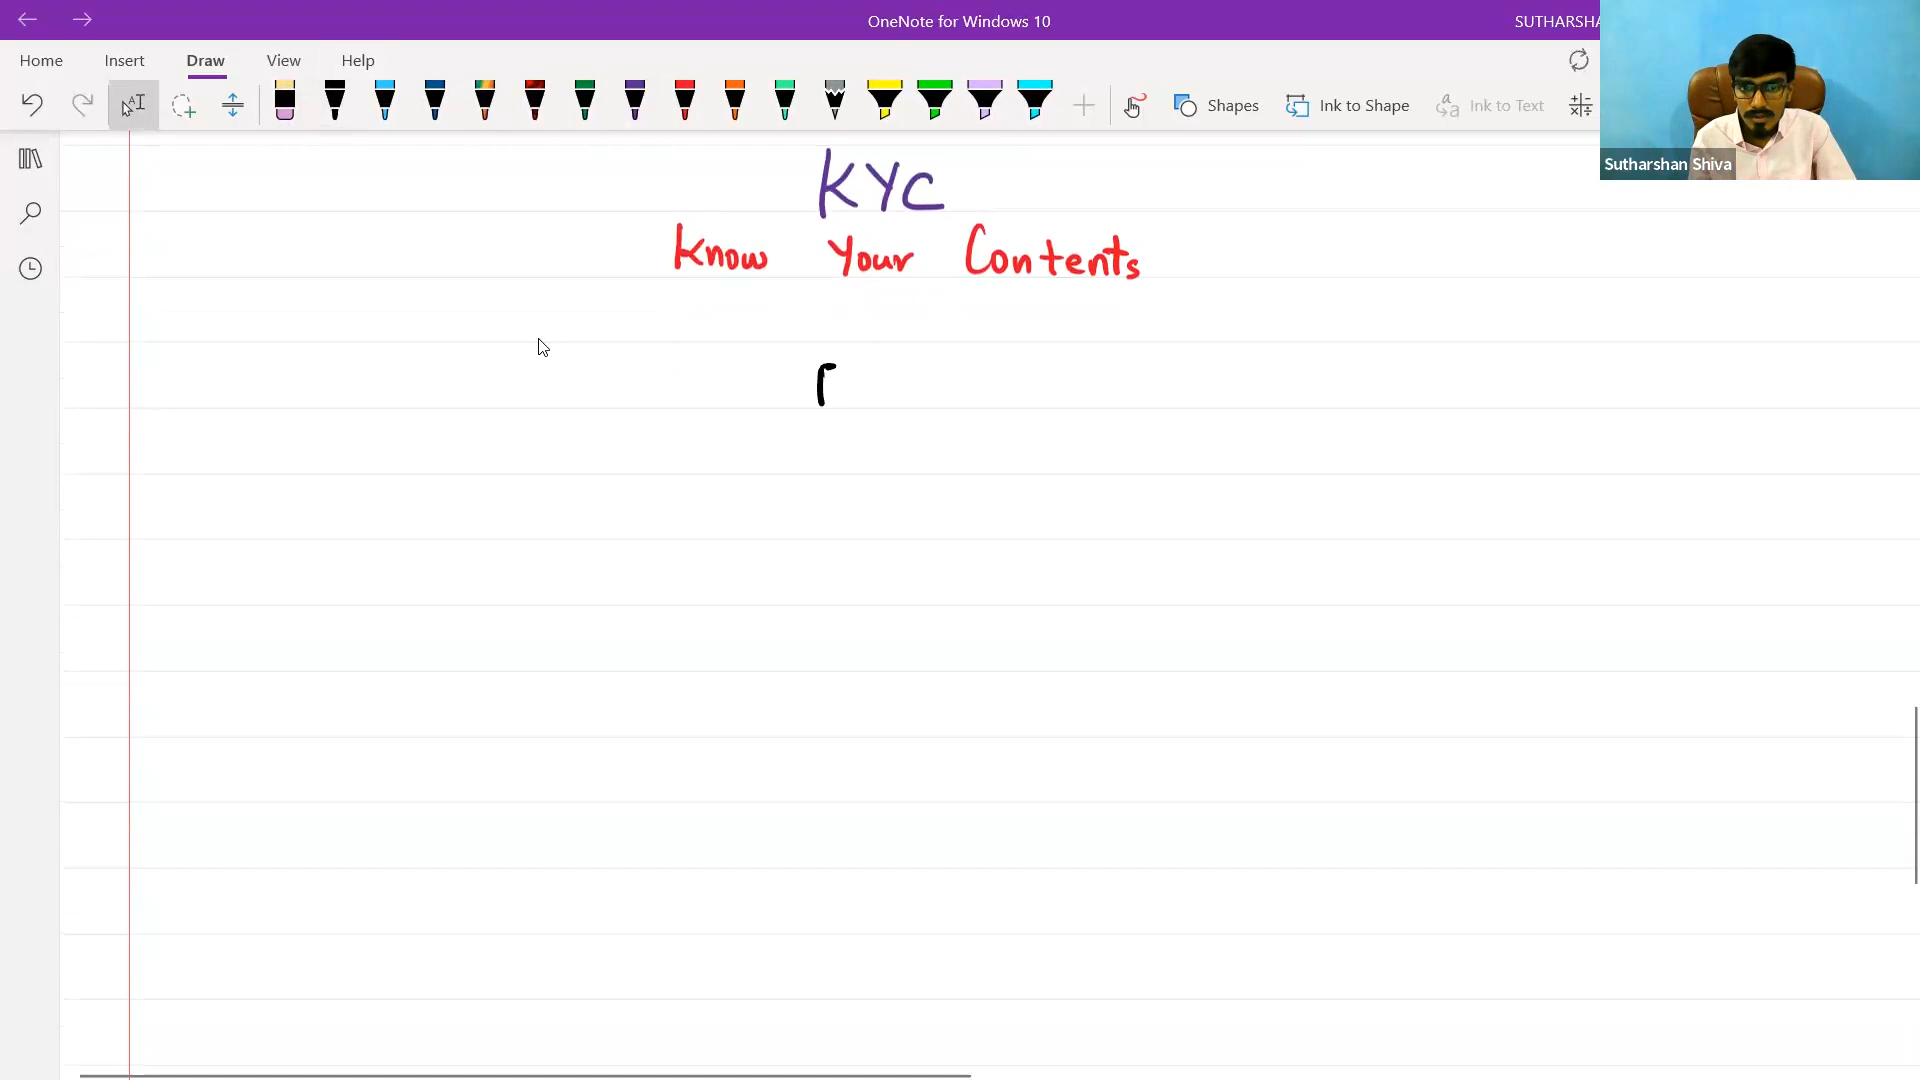 OneNote for Windows 10
SUTHARSHA
Home Insert Draw View Help
Shapes Ink to Shape Ink to Text
Sutharshan Shiva
KYC
Know Your Contents